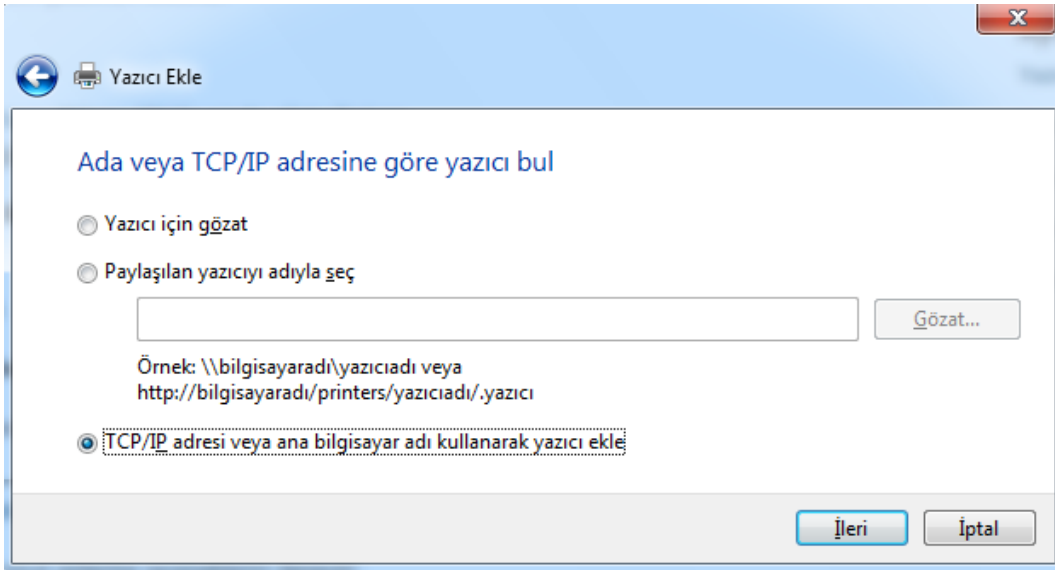 Yazıcı Ekle
Ada veya TCP/IP adresine göre yazıcı bul
Yazıcı için gözat
Paylaşılan yazıcıyı adıyla seç
Gözat...
Örnek: \\bilgisayaradı\yazıcıadı veya
http://bilgisayaradı/printers/yazıcıadı/.yazıcı
TCP/IP adresi veya ana bilgisayar adı kullanarak yazıcı ekle
İleri İptal